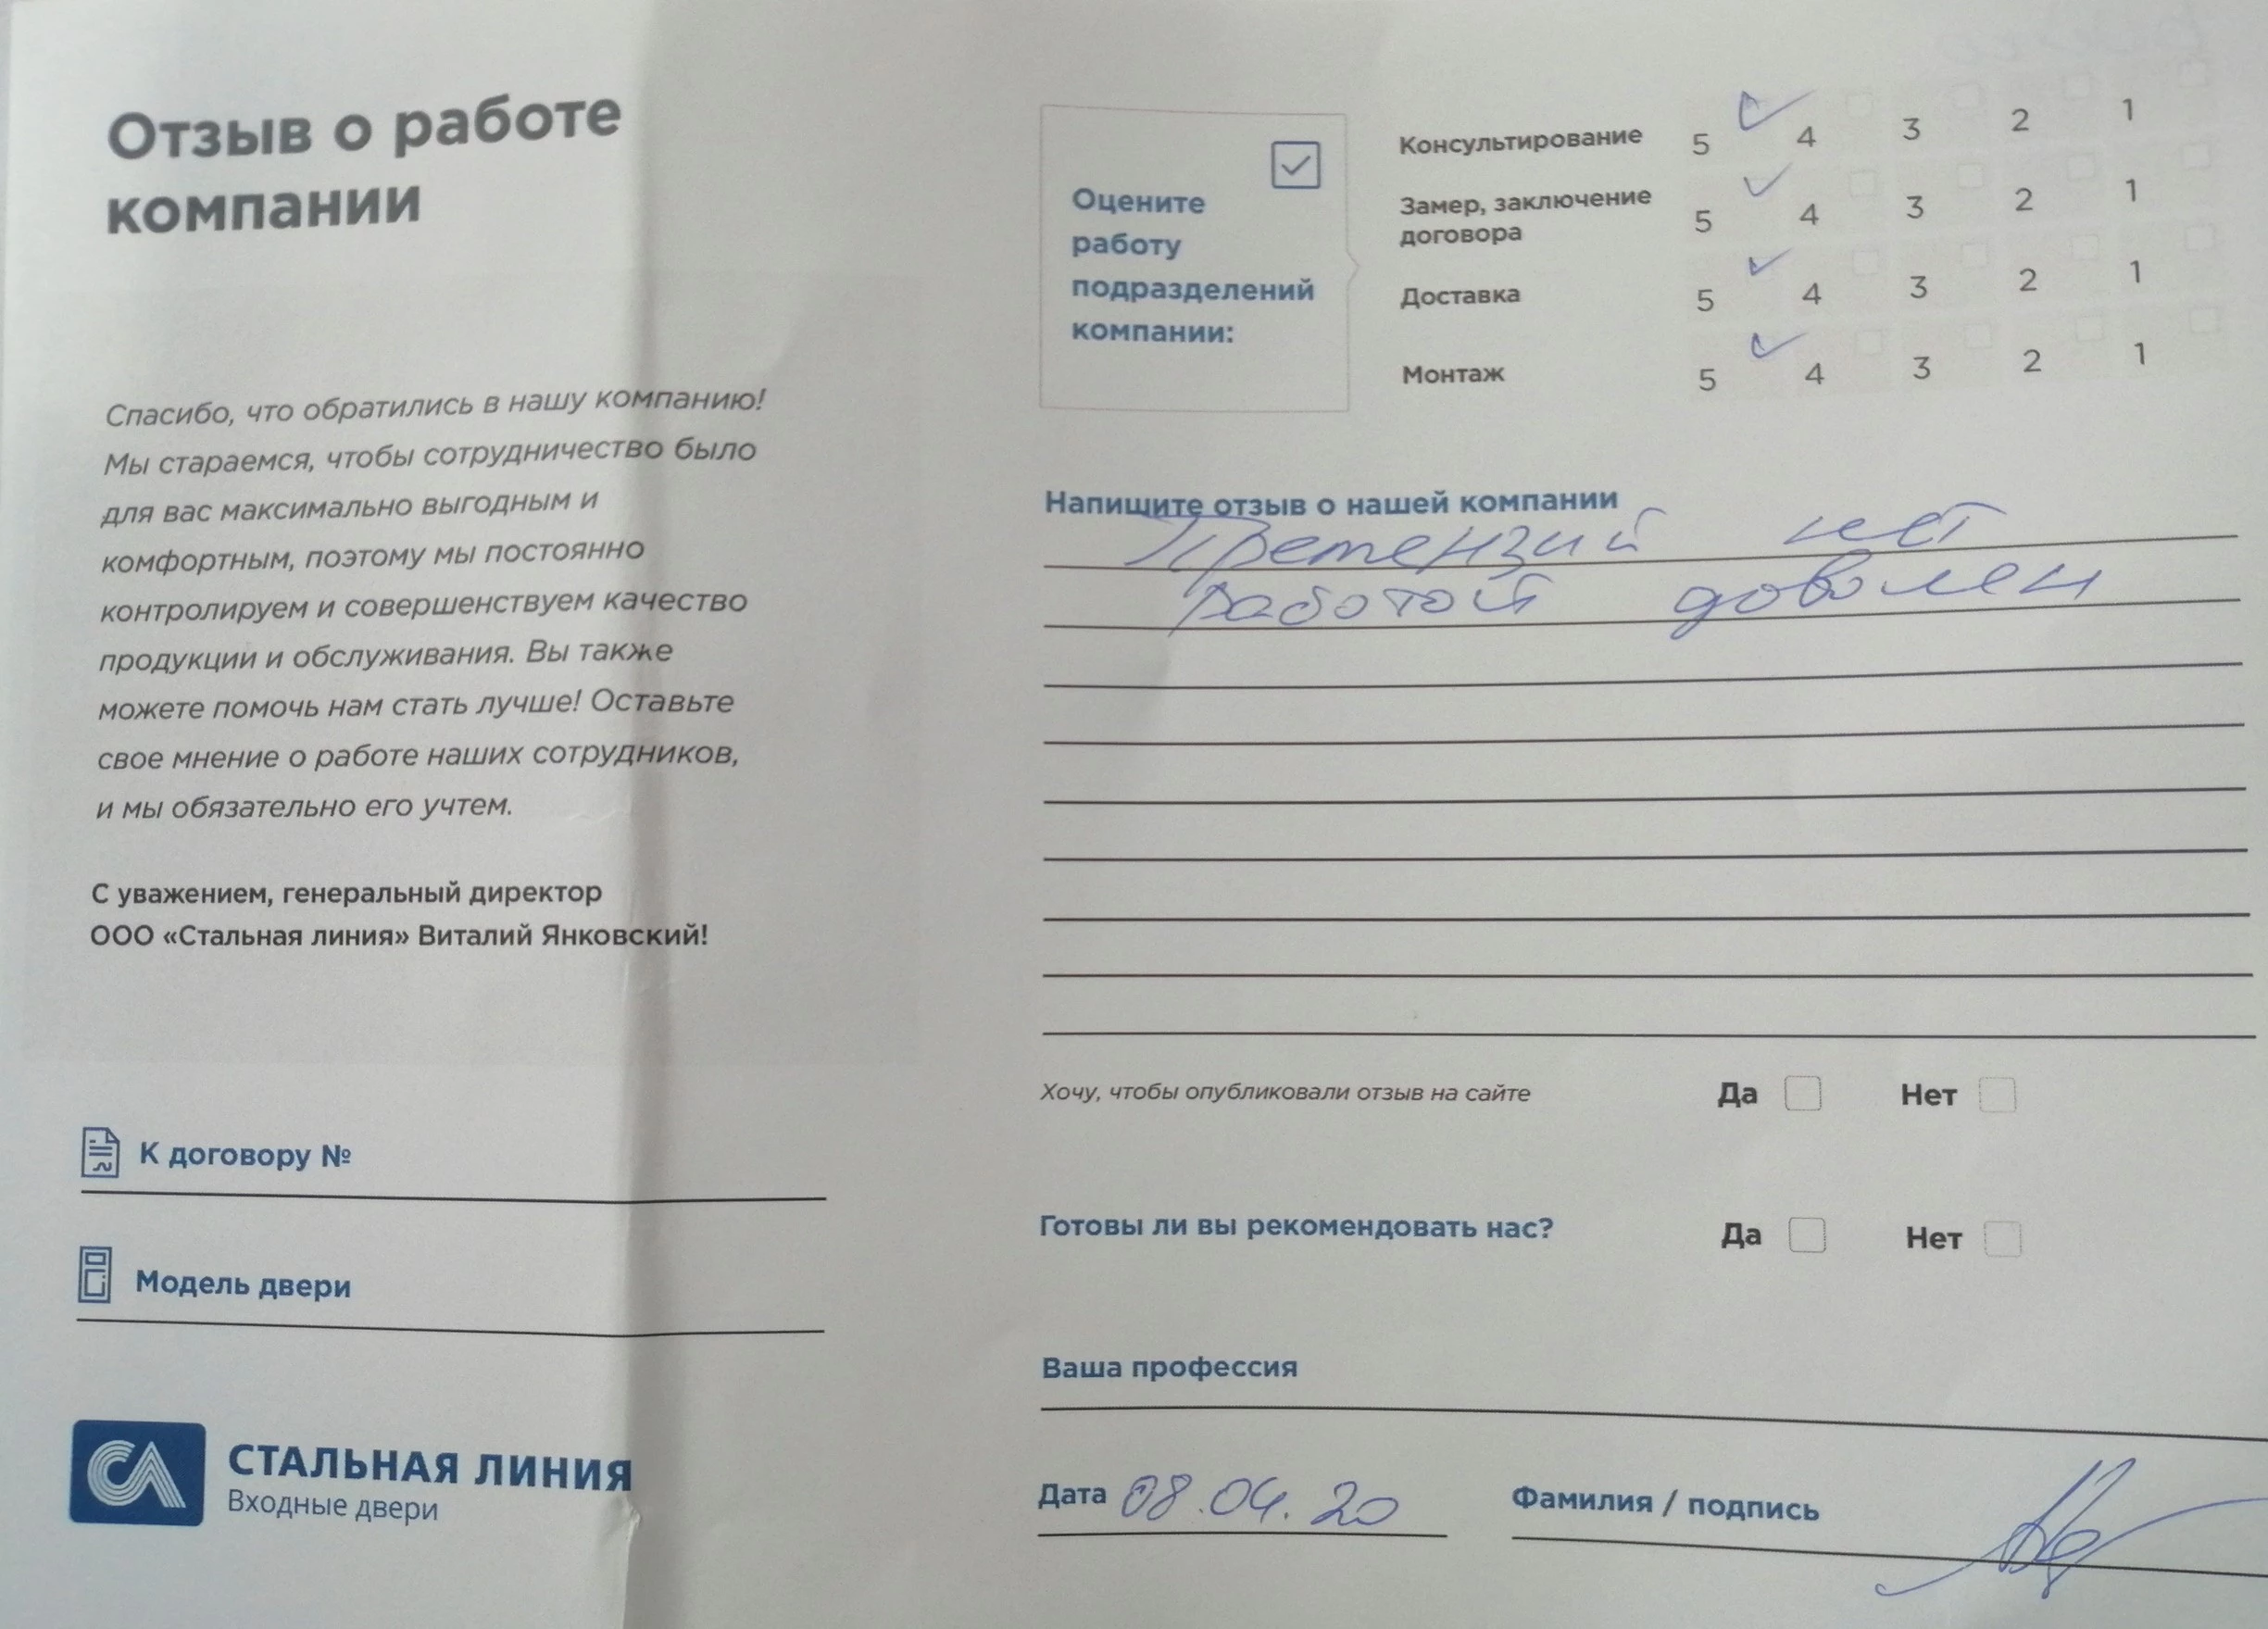 Отзыв о работе
компании
Спасибо, что обратились в нашу компанию!
Мы стараемся, чтобы сотрудничество было
для вас максимально выгодным и
комфортным, поэтому мы постоянно
контролируем и совершенствуем качество
продукции и обслуживания. Вы также
можете помочь нам стать лучше! Оставьте
свое мнение о работе наших сотрудников,
и мы обязательно его учтем.
С уважением, генеральный директор
ООО «Стальная линия» Виталий Янковский!
К договору №
Модель двери
СТАЛЬНАЯ ЛИНИЯ
Входные двери
Оцените
работу
подразделений
компании:
Консультирование 5 4 3 2 1
Замер, заключение
договора 5 4 3 2 1
Доставка 5 4 3 2 1
Монтаж 5 4 3 2 1
Напишите отзыв о нашей компании
Претензий нет
Работой доволен
Хочу, чтобы опубликовали отзыв на сайте Да Нет
Готовы ли вы рекомендовать нас? Да Нет
Ваша профессия
Дата 08.04.20 Фамилия / подпись